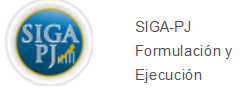 SIGA
PJ
SIGA-PJ
Formulación y
Ejecución